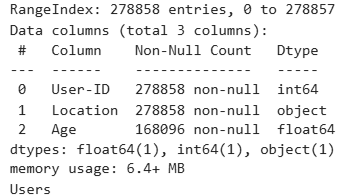 RangeIndex: 278858 entries, 0 to 278857
Data columns (total 3 columns):
 #   Column    Non-Null Count   Dtype
---  ------    --------------   -----
 0   User-ID   278858 non-null  int64
 1   Location  278858 non-null  object
 2   Age       168096 non-null  float64
dtypes: float64(1), int64(1), object(1)
memory usage: 6.4+ MB
Users